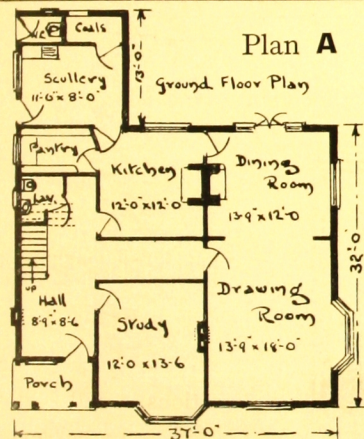 W.C.
Coals
Plan A
Scullery
11-6" x 8'-0"
13'-0"
Ground Floor Plan
Pantry
Kitchen
12'-0" x 12'-0"
Dining
Room
13-9" x 12'-0
Lav.
UP
Hall
8'-9" x 8-6
Study
12'-0 x 13-6
Drawing
Room
13'-9" x 18'-0"
32'-0"
Porch
37'-0"